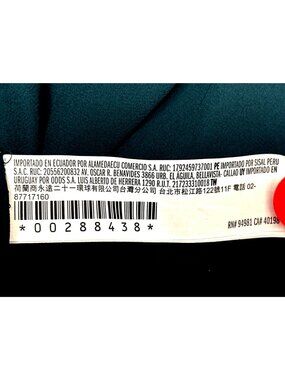 IMPORTADO EN ECUADOR POR ALAMEDAECU COMERCIO S.A. RUC: 1792459737001 PE IMPORTADO POR SISAL PERU
S.A.C. RUC: 20556200832 AV. OSCAR R. BENAVIDES 3866 URB. EL AGUILA, BELLAVISTA- CALLAO UY IMPORTADO EN
URUGUAY POR ODDS S.A. LUIS ALBERTO DE HERRERA 1290 R.U.T. 217233310018 TW
荷蘭商永遠二十一環球有限公司台灣分公司 台北市松江路122號11F 電話 02-
87717160
*00288438*
RN# 94981 CA# 40198